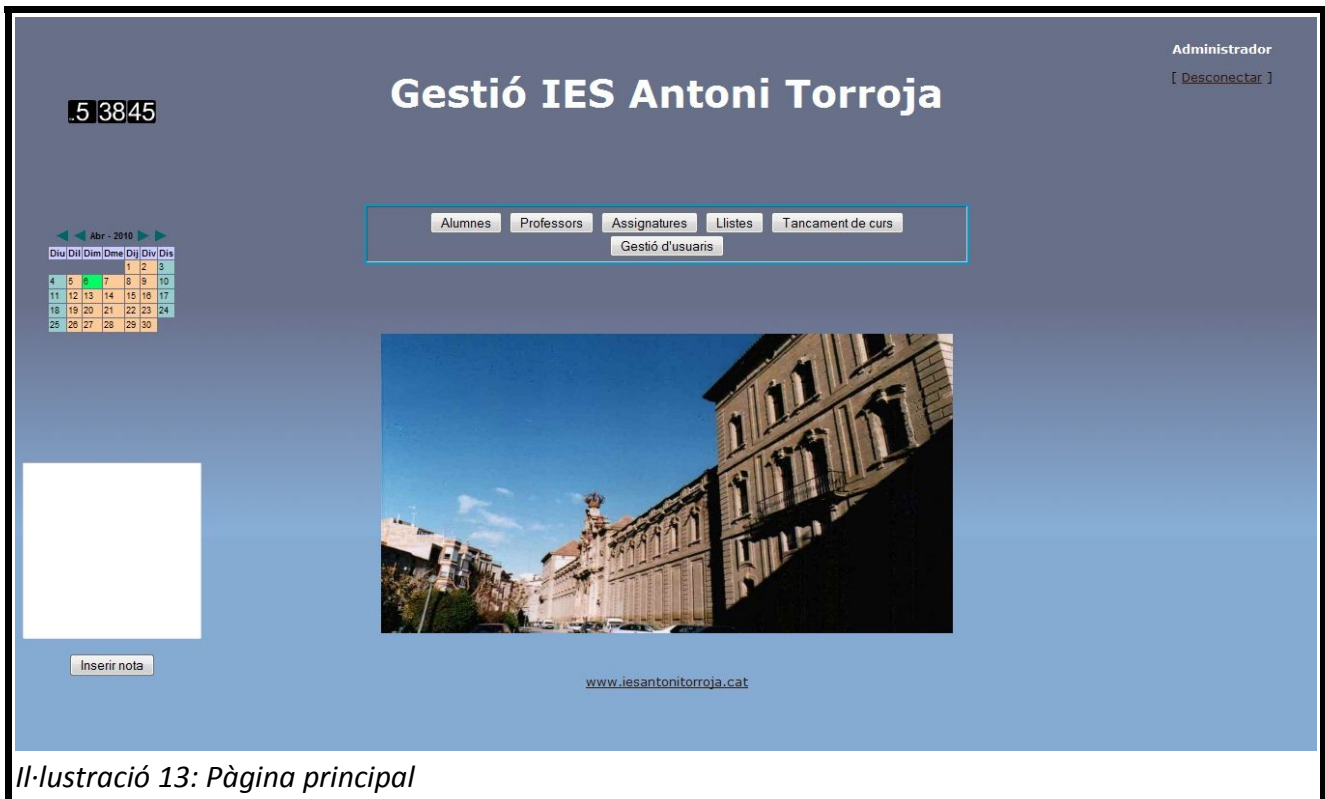 Administrador
[ Desconectar ]
Gestió IES Antoni Torroja
5 38 45
Alumnes Professors Assignatures Llistes Tancament de curs
Gestió d'usuaris
Abr - 2010
Diu Dil Dim Dme Dij Div Dis
1 2 3
4 5 6 7 8 9 10
11 12 13 14 15 16 17
18 19 20 21 22 23 24
25 26 27 28 29 30
Inserir nota
www.iesantonitorroja.cat
Il·lustració 13: Pàgina principal